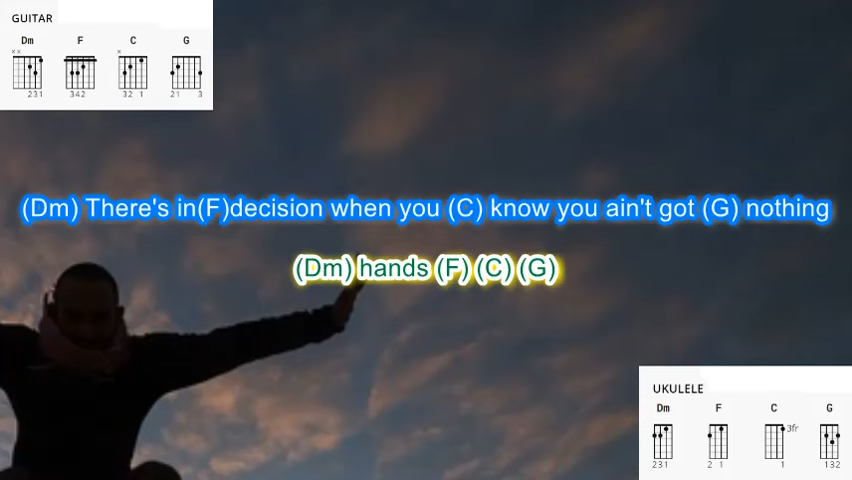 GUITAR
Dm F C G
x x x
231 342 32 1 21 3
(Dm) There's in(F)decision when you (C) know you ain't got (G) nothing
(Dm) hands (F) (C) (G)
UKULELE
Dm F C G
3fr
231 2 1 1 132